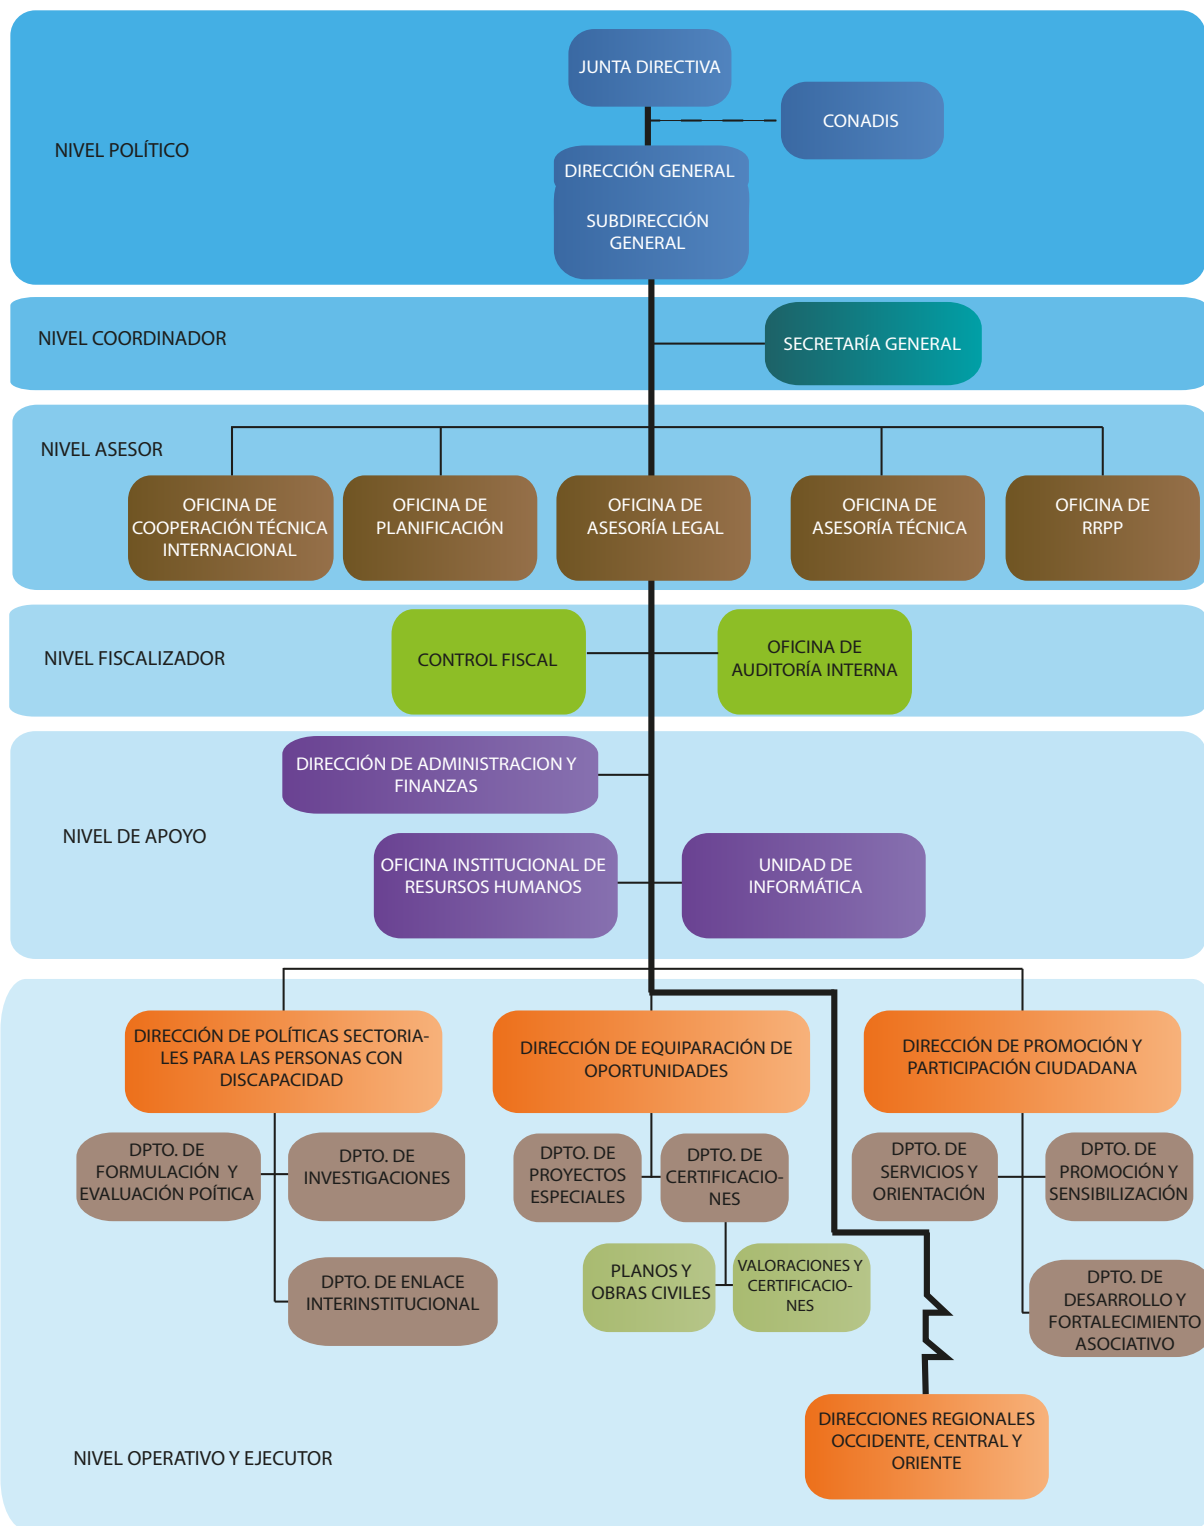 JUNTA DIRECTIVA
CONADIS
NIVEL POLÍTICO
DIRECCIÓN GENERAL
SUBDIRECCIÓN
GENERAL
NIVEL COORDINADOR
SECRETARÍA GENERAL
NIVEL ASESOR
OFICINA DE
COOPERACIÓN TÉCNICA
INTERNACIONAL
OFICINA DE
PLANIFICACIÓN
OFICINA DE
ASESORÍA LEGAL
OFICINA DE
ASESORÍA TÉCNICA
OFICINA DE
RRPP
NIVEL FISCALIZADOR
CONTROL FISCAL
OFICINA DE
AUDITORÍA INTERNA
DIRECCIÓN DE ADMINISTRACION Y
FINANZAS
NIVEL DE APOYO
OFICINA INSTITUCIONAL DE
RESURSOS HUMANOS
UNIDAD DE
INFORMÁTICA
DIRECCIÓN DE POLÍTICAS SECTORIA-
LES PARA LAS PERSONAS CON
DISCAPACIDAD
DIRECCIÓN DE EQUIPARACIÓN DE
OPORTUNIDADES
DIRECCIÓN DE PROMOCIÓN Y
PARTICIPACIÓN CIUDADANA
DPTO. DE
FORMULACIÓN Y
EVALUACIÓN POÍTICA
DPTO. DE
INVESTIGACIONES
DPTO. DE
PROYECTOS
ESPECIALES
DPTO. DE
CERTIFICACIO-
NES
DPTO. DE
SERVICIOS Y
ORIENTACIÓN
DPTO. DE
PROMOCIÓN Y
SENSIBILIZACIÓN
DPTO. DE ENLACE
INTERINSTITUCIONAL
PLANOS Y
OBRAS CIVILES
VALORACIONES Y
CERTIFICACIO-
NES
DPTO. DE
DESARROLLO Y
FORTALECIMIENTO
ASOCIATIVO
DIRECCIONES REGIONALES
OCCIDENTE, CENTRAL Y
ORIENTE
NIVEL OPERATIVO Y EJECUTOR